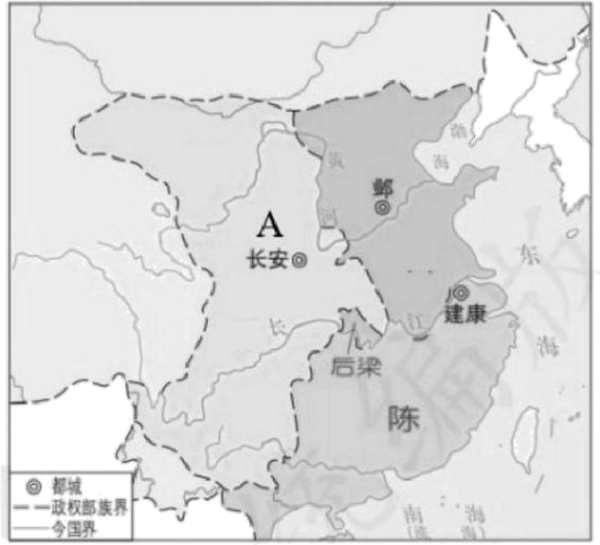 渤
海
黄
河
邺
A
长安
东
海
建康
长
江
后梁
陈
南
海
都城
政权部族界
今国界